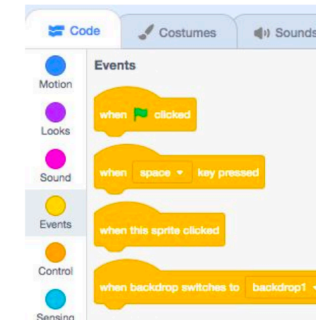 Code
Costumes
Sounds
Events
Motion
when clicked
Looks
when space key pressed
Sound
Events
when this sprite clicked
Control
when backdrop switches to backdrop1
Sensing